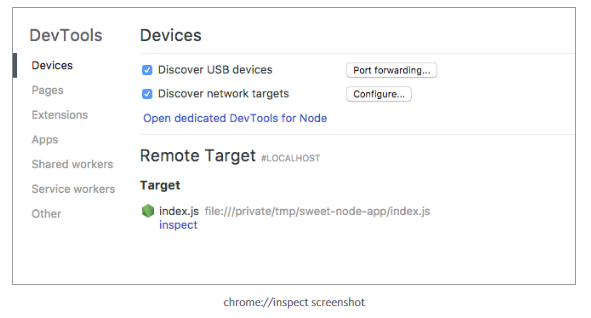 DevTools
Devices
Pages
Extensions
Apps
Shared workers
Service workers
Other
Devices
Discover USB devices
Port forwarding...
Discover network targets
Configure...
Open dedicated DevTools for Node
Remote Target #LOCALHOST
Target
index.js file:///private/tmp/sweet-node-app/index.js
inspect
chrome://inspect screenshot